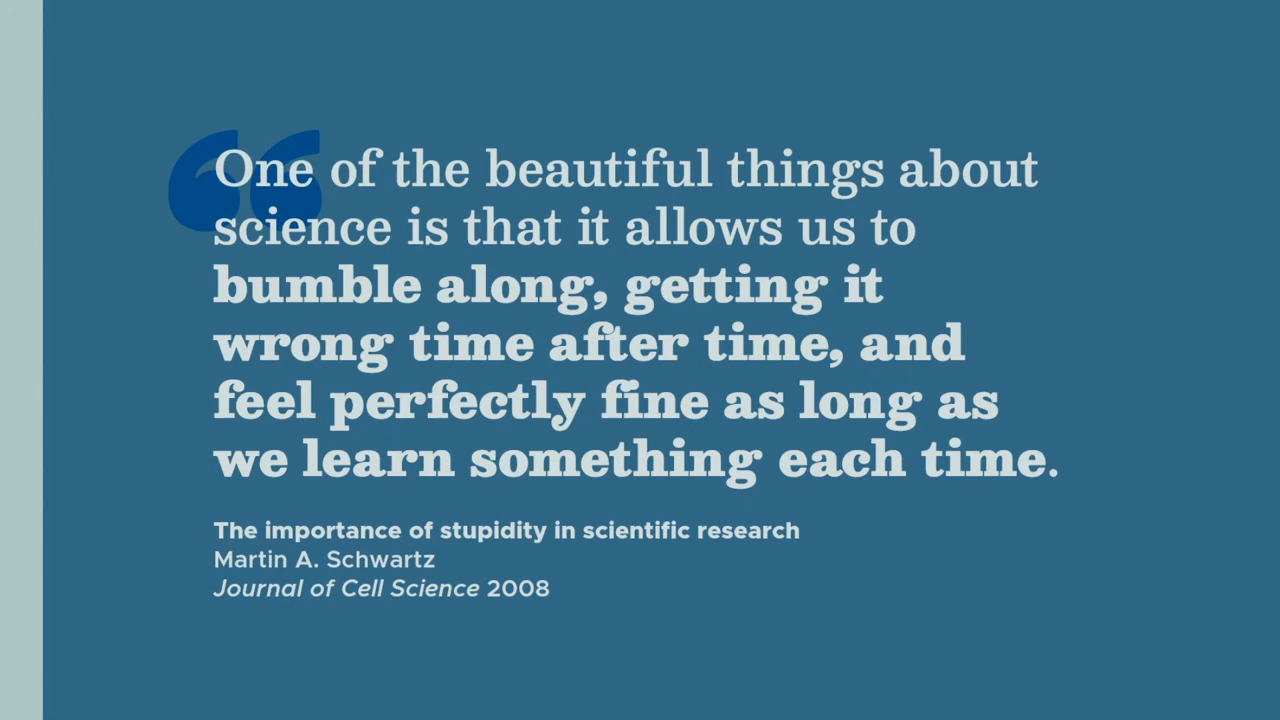 “One of the beautiful things about
science is that it allows us to
bumble along, getting it
wrong time after time, and
feel perfectly fine as long as
we learn something each time.
The importance of stupidity in scientific research
Martin A. Schwartz
Journal of Cell Science 2008